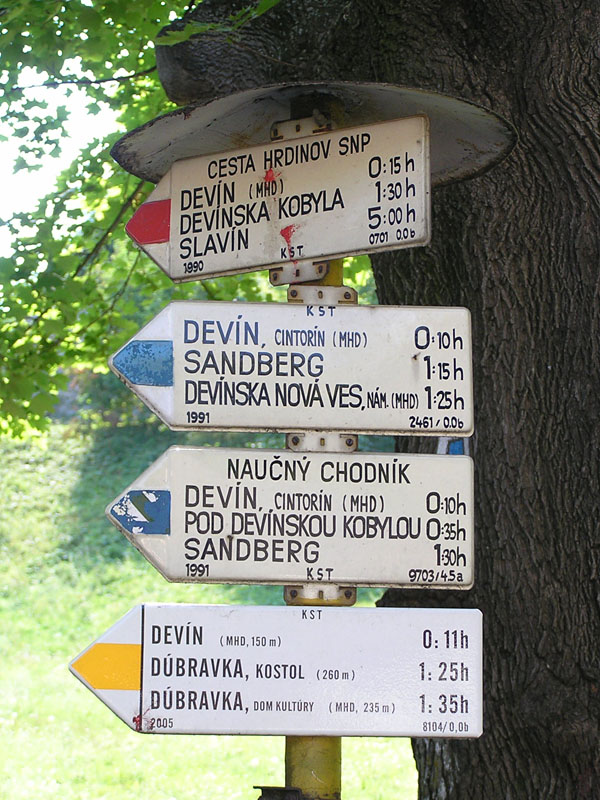 CESTA HRDINOV SNP
DEVÍN (MHD) 0:15 h
DEVÍNSKA KOBYLA 1:30 h
SLAVÍN 5:00 h
1990 KST 0701 0.0b
KST
DEVÍN, CINTORÍN (MHD) 0:10h
SANDBERG 1:15h
DEVÍNSKA NOVÁ VES, NÁM. (MHD) 1:25h
1991 2461/0.0b
NAUČNÝ CHODNÍK
DEVÍN, CINTORÍN (MHD) 0:10h
POD DEVÍNSKOU KOBYLOU 0:35h
SANDBERG 1:30h
1991 KST 9703/4.5a
KST
DEVÍN (MHD, 150 m) 0:11h
DÚBRAVKA, KOSTOL (260 m) 1:25h
DÚBRAVKA, DOM KULTÚRY (MHD, 235 m) 1:35h
2005 8104/0,0b